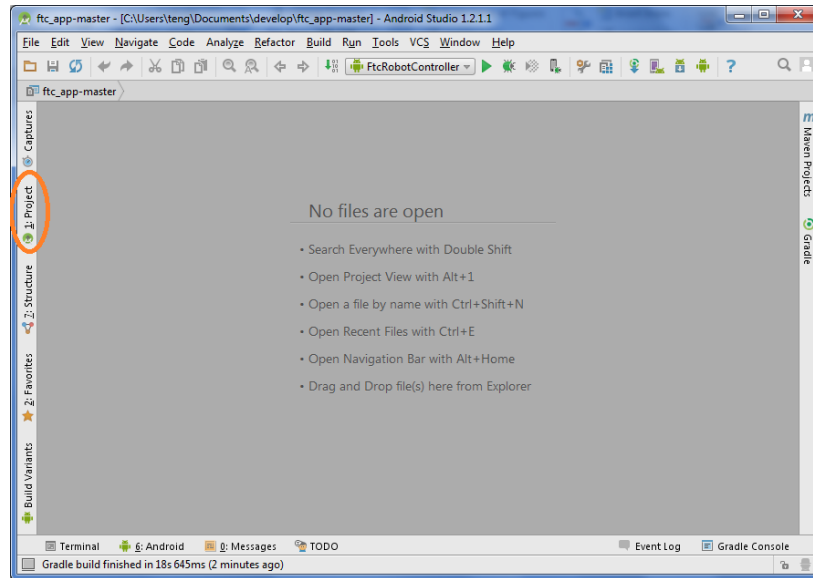 ftc_app-master - [C:\Users\teng\Documents\develop\ftc_app-master] - Android Studio 1.2.1.1
File Edit View Navigate Code Analyze Refactor Build Run Tools VCS Window Help
FtcRobotController
ftc_app-master
Captures
1: Project
7: Structure
2: Favorites
Build Variants
No files are open
• Search Everywhere with Double Shift
• Open Project View with Alt+1
• Open a file by name with Ctrl+Shift+N
• Open Recent Files with Ctrl+E
• Open Navigation Bar with Alt+Home
• Drag and Drop file(s) here from Explorer
m Maven Projects
Gradle
Terminal 6: Android 0: Messages TODO Event Log Gradle Console
Gradle build finished in 18s 645ms (2 minutes ago)